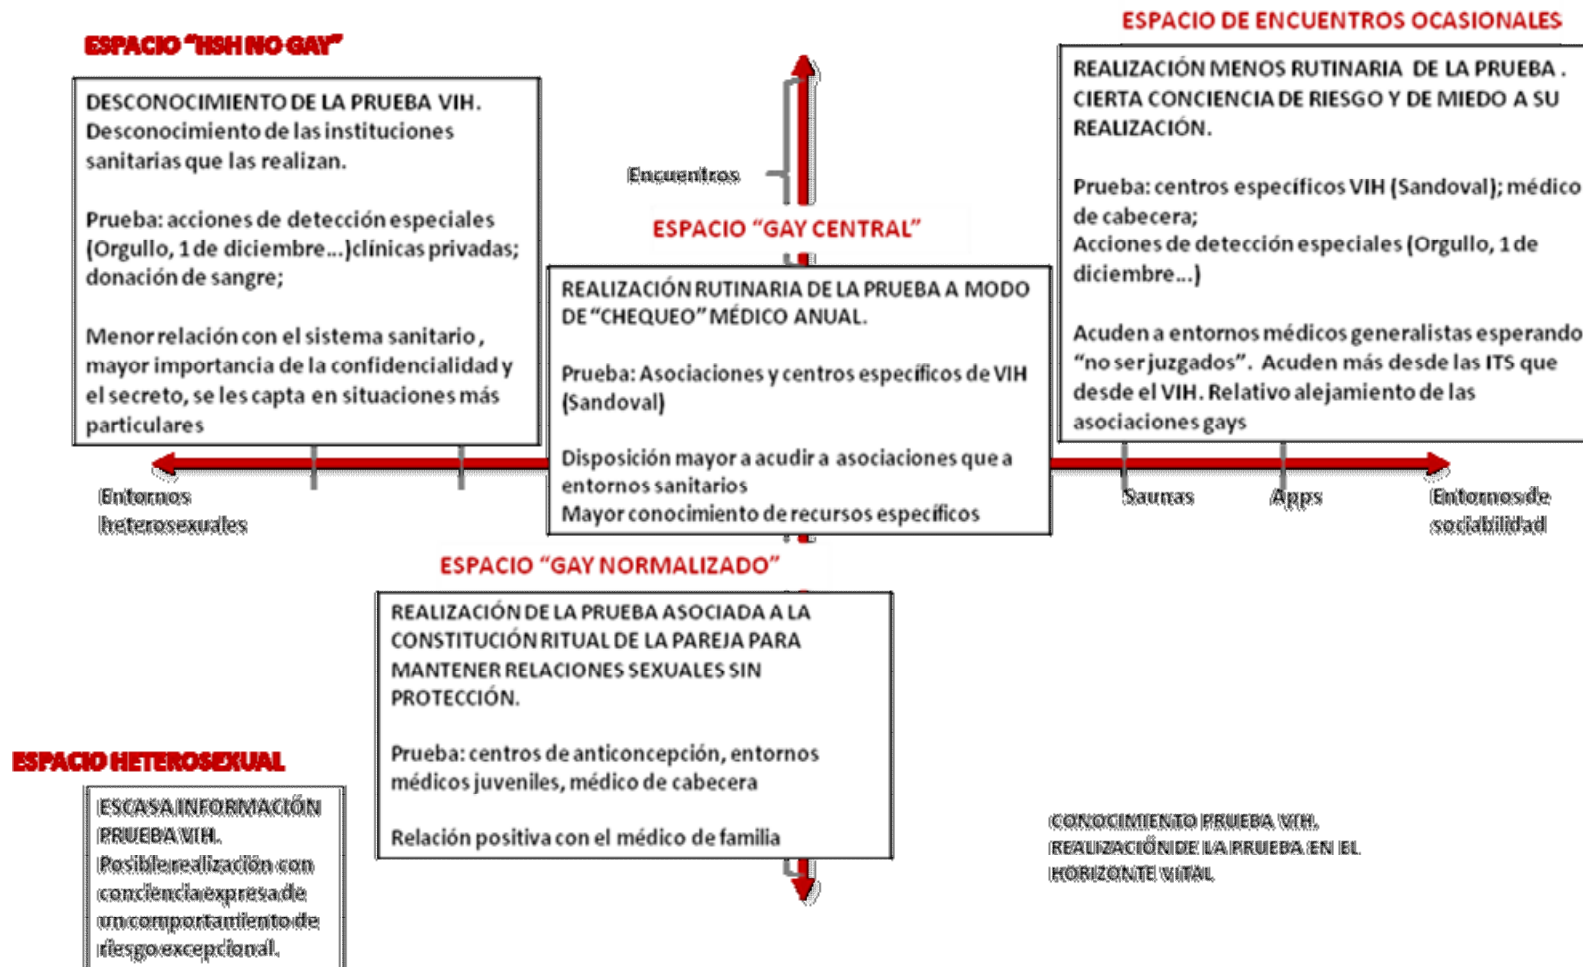 ESPACIO "HSH NO GAY"
DESCONOCIMIENTO DE LA PRUEBA VIH.
Desconocimiento de las instituciones
sanitarias que las realizan.
Prueba: acciones de detección especiales
(Orgullo, 1 de diciembre...)clínicas privadas;
donación de sangre;
Menor relación con el sistema sanitario ,
mayor importancia de la confidencialidad y
el secreto, se les capta en situaciones más
particulares
Encuentros
ESPACIO DE ENCUENTROS OCASIONALES
REALIZACIÓN MENOS RUTINARIA DE LA PRUEBA .
CIERTA CONCIENCIA DE RIESGO Y DE MIEDO A SU
REALIZACIÓN.
Prueba: centros específicos VIH (Sandoval); médico
de cabecera;
Acciones de detección especiales (Orgullo, 1 de
diciembre...)
Acuden a entornos médicos generalistas esperando
"no ser juzgados". Acuden más desde las ITS que
desde el VIH. Relativo alejamiento de las
asociaciones gays
ESPACIO "GAY CENTRAL"
REALIZACIÓN RUTINARIA DE LA PRUEBA A MODO
DE "CHEQUEO" MÉDICO ANUAL.
Prueba: Asociaciones y centros específicos de VIH
(Sandoval)
Disposición mayor a acudir a asociaciones que a
entornos sanitarios
Mayor conocimiento de recursos específicos
Entornos
heterosexuales
Saunas
Apps
Entornos de
sociabilidad
ESPACIO "GAY NORMALIZADO"
REALIZACIÓN DE LA PRUEBA ASOCIADA A LA
CONSTITUCIÓN RITUAL DE LA PAREJA PARA
MANTENER RELACIONES SEXUALES SIN
PROTECCIÓN.
Prueba: centros de anticoncepción, entornos
médicos juveniles, médico de cabecera
Relación positiva con el médico de familia
ESPACIO HETEROSEXUAL
ESCASA INFORMACIÓN
PRUEBA VIH.
Posible realización con
conciencia expresa de
un comportamiento de
riesgo excepcional.
CONOCIMIENTO PRUEBA VIH.
REALIZACIÓN DE LA PRUEBA EN EL
HORIZONTE VITAL